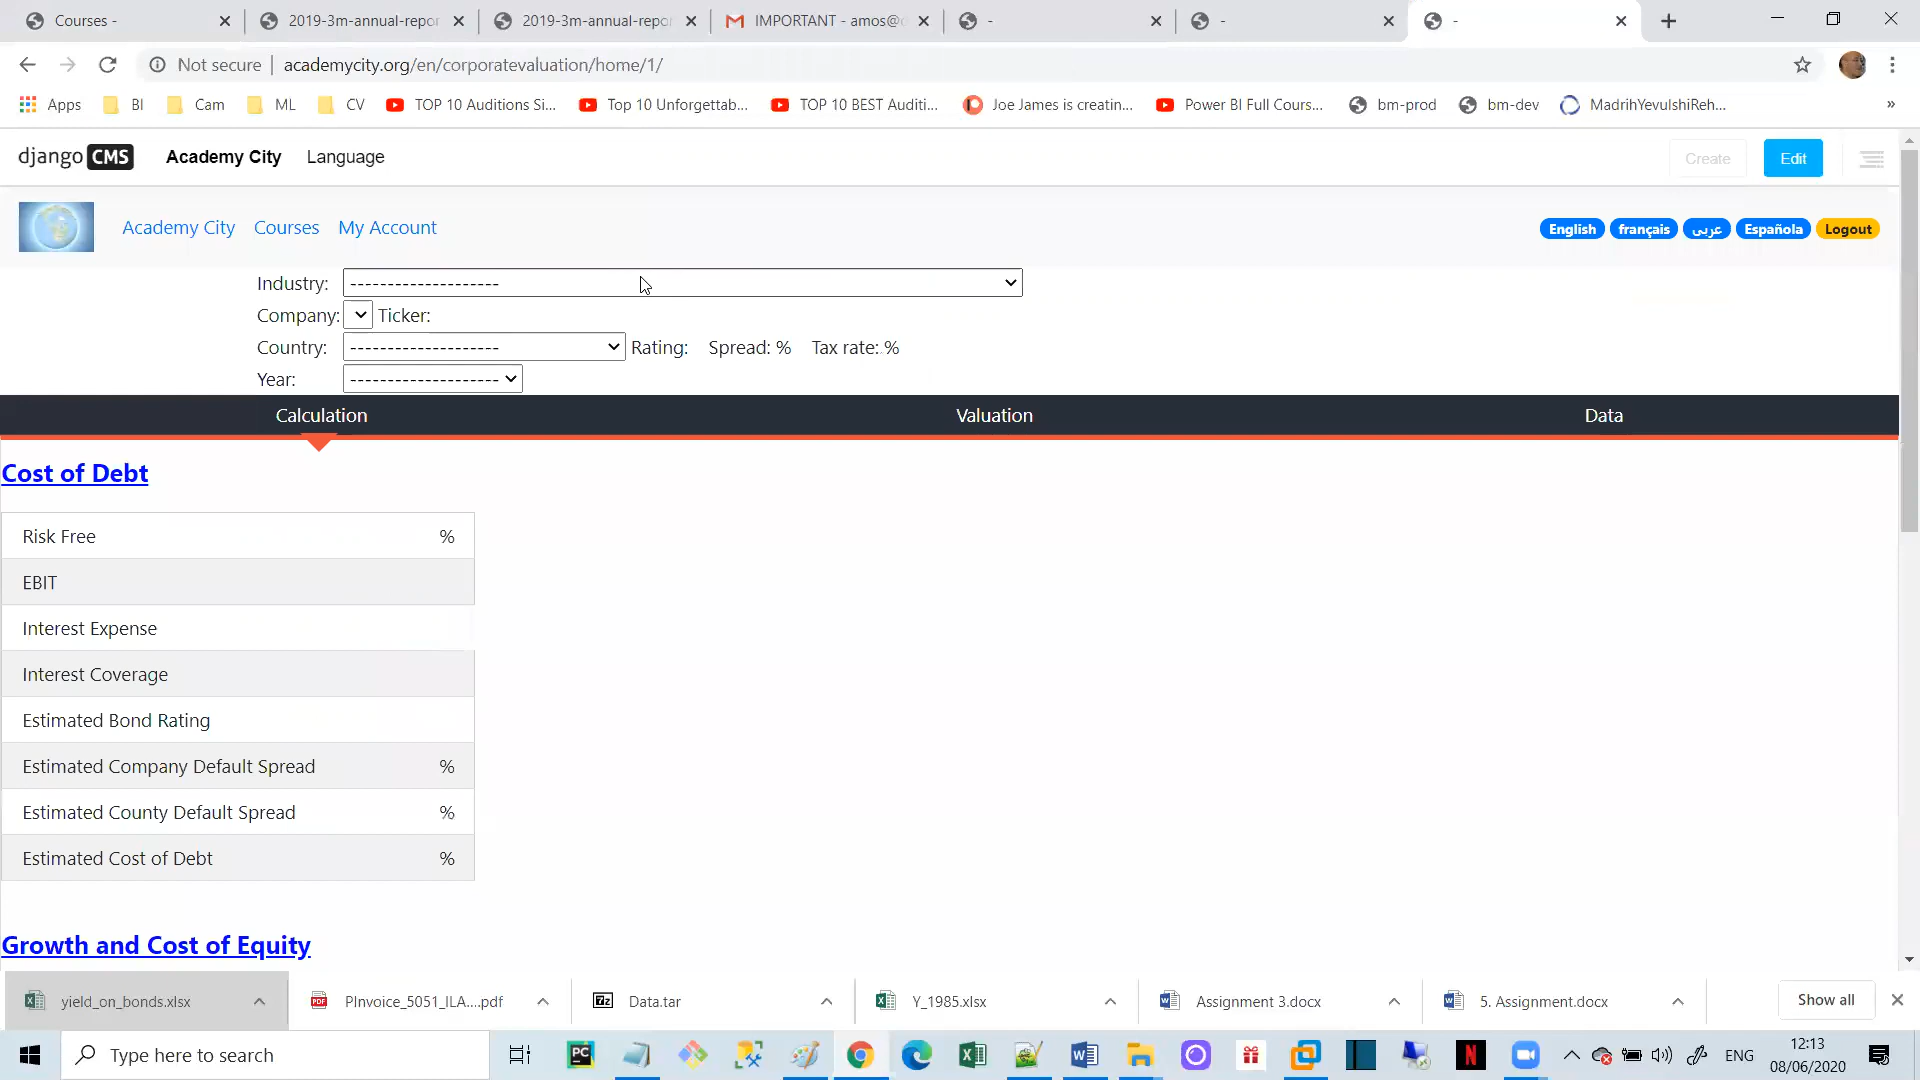 Courses -
2019-3m-annual-repor
2019-3m-annual-repo
IMPORTANT - amos@
-
-
-
Not secure | academycity.org/en/corporatevaluation/home/1/
Apps
BI
Cam
ML
CV
TOP 10 Auditions Si...
Top 10 Unforgettab...
TOP 10 BEST Auditi...
Joe James is creatin...
Power BI Full Cours...
bm-prod
bm-dev
MadrihYevulshiReh...
»
django CMS
Academy City
Language
Create
Edit
Academy City
Courses
My Account
English
français
عربى
Española
Logout
Industry: --------------------
Company: Ticker:
Country: -------------------- Rating: Spread: % Tax rate: %
Year: --------------------
Calculation
Valuation
Data
Cost of Debt
Risk Free %
EBIT
Interest Expense
Interest Coverage
Estimated Bond Rating
Estimated Company Default Spread %
Estimated County Default Spread %
Estimated Cost of Debt %
Growth and Cost of Equity
yield_on_bonds.xlsx
PInvoice_5051_ILA....pdf
Data.tar
Y_1985.xlsx
Assignment 3.docx
5. Assignment.docx
Show all
Type here to search
ENG
12:13
08/06/2020